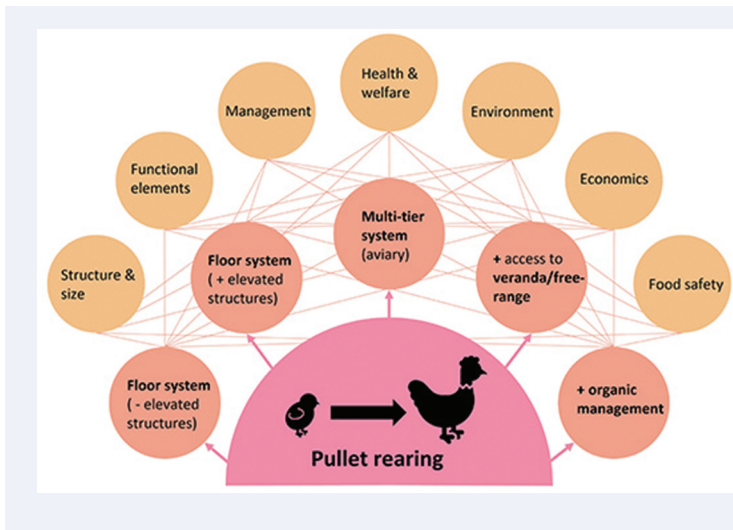 Health &
welfare
Management
Environment
Functional
elements
Economics
Structure &
size
Food safety
Multi-tier
system
(aviary)
Floor system
( + elevated
structures)
+ access to
veranda/free-
range
Floor system
( - elevated
structures)
+ organic
management
Pullet rearing